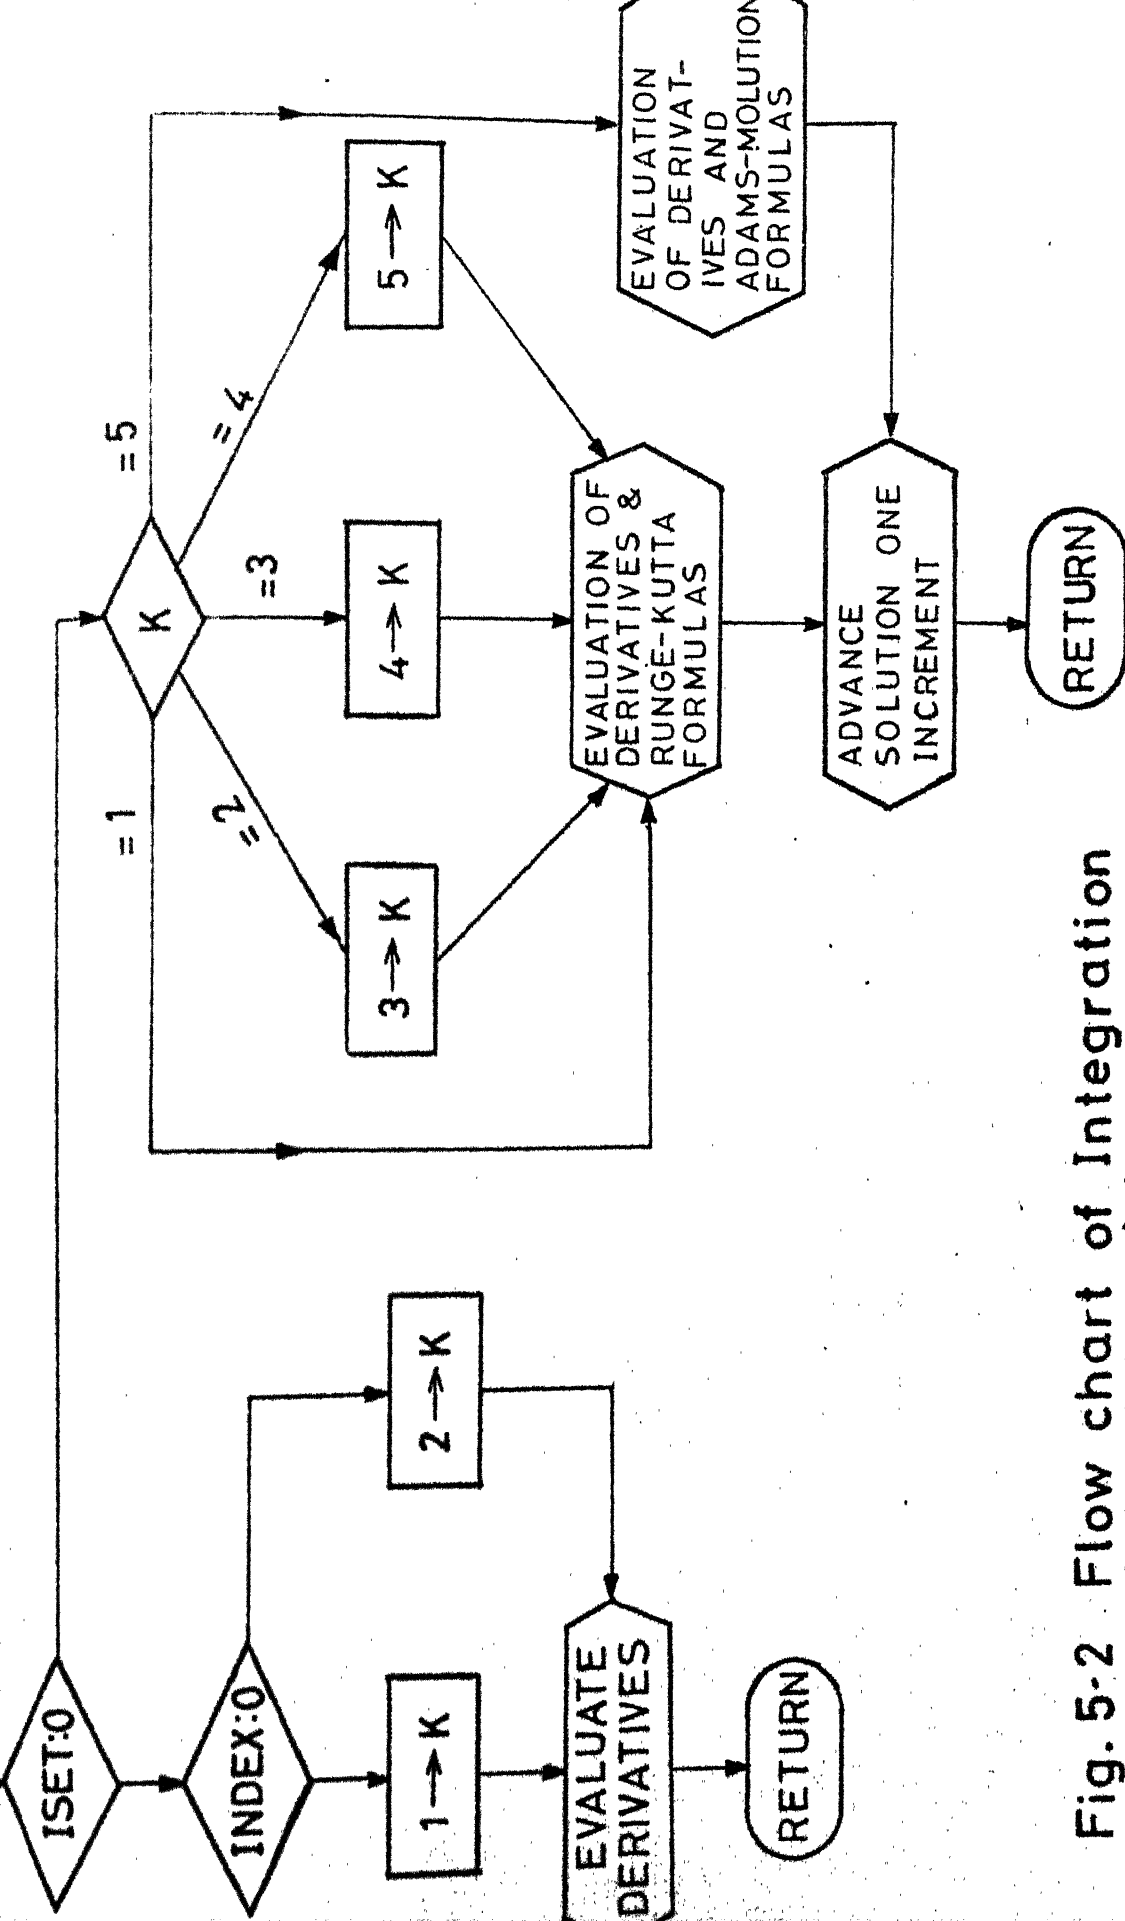 ISET:0
INDEX:0
1→K
2→K
EVALUATE
DERIVATIVES
RETURN
K
=1
=2
=3
=4
=5
3→K
4→K
5→K
EVALUATION OF
DERIVATIVES &
RUNGE-KUTTA
FORMULAS
EVALUATION
OF DERIVAT-
IVES AND
ADAMS-MOLUTION
FORMULAS
ADVANCE
SOLUTION ONE
INCREMENT
RETURN
Fig. 5-2 Flow chart of Integration